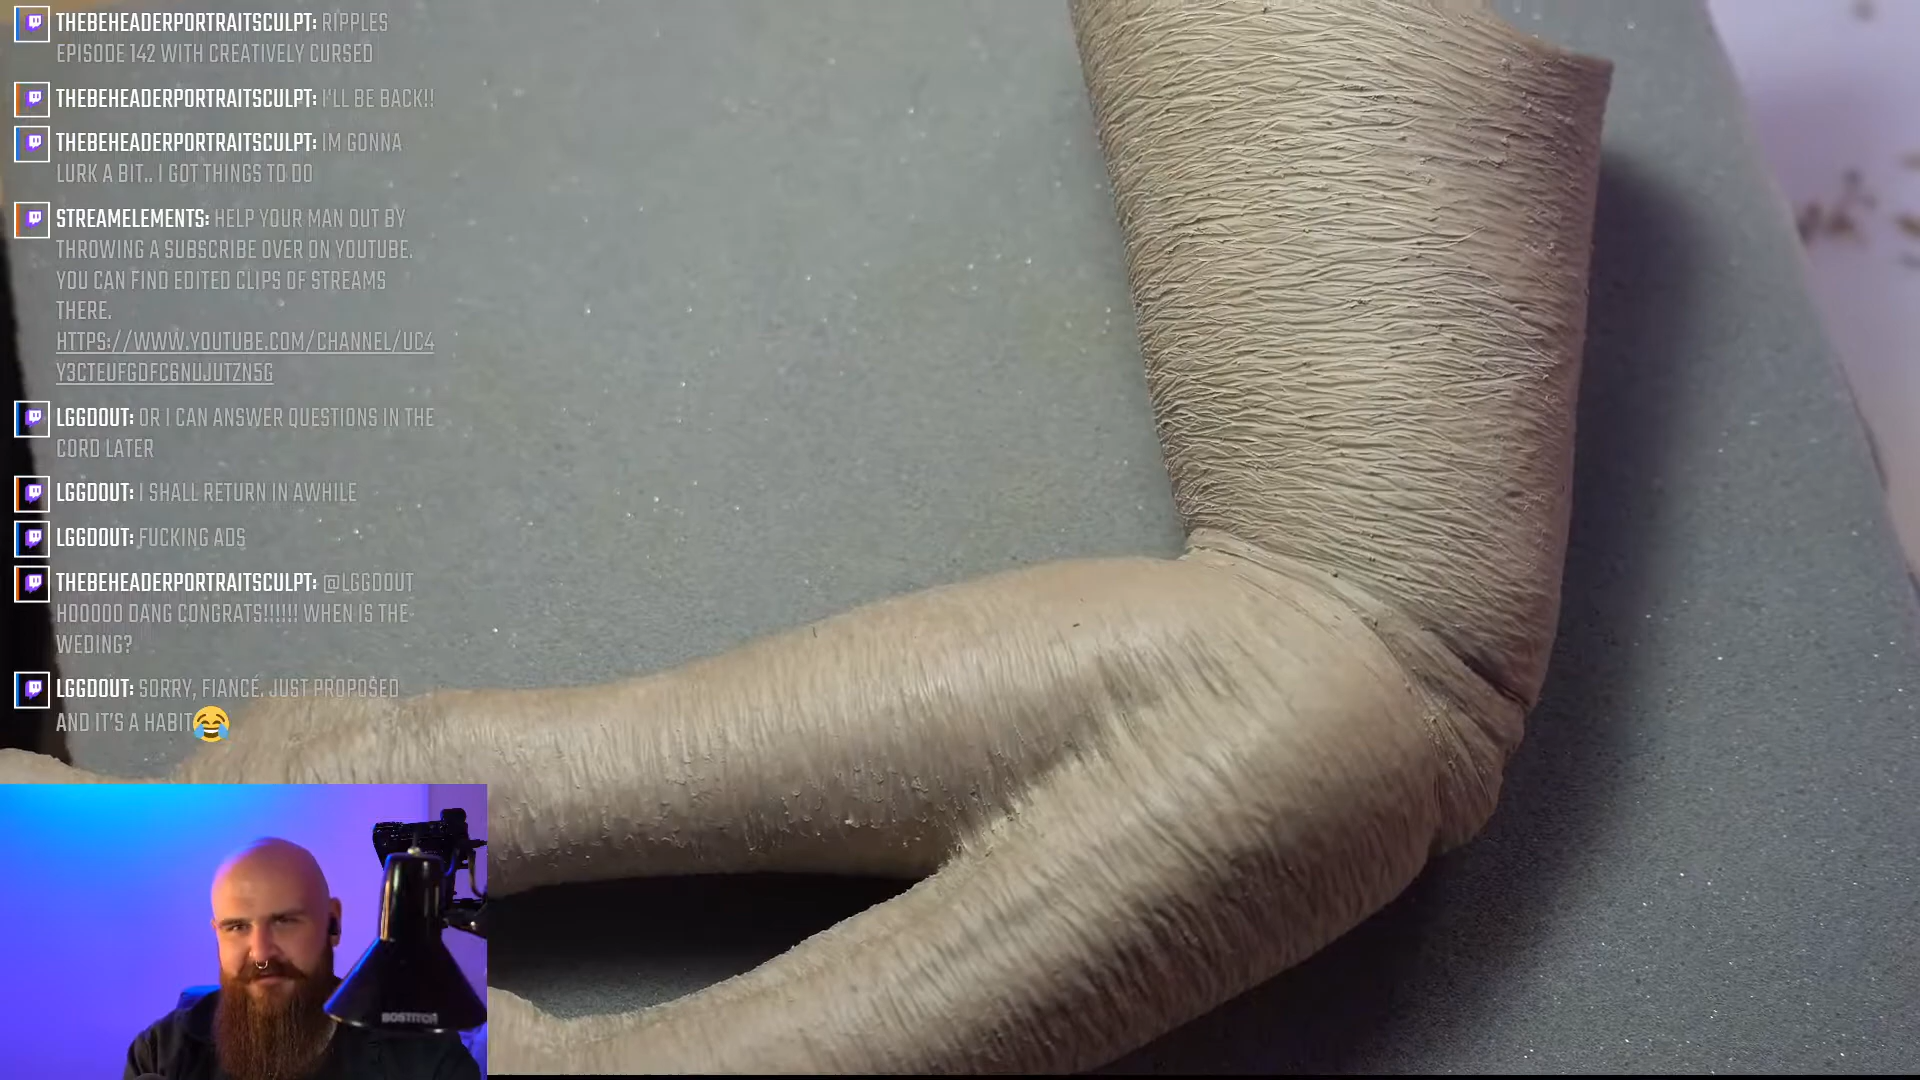 THEBEHEADERPORTRAITSCULPT: RIPPLES
EPISODE 142 WITH CREATIVELY CURSED
THEBEHEADERPORTRAITSCULPT: I'LL BE BACK!!
THEBEHEADERPORTRAITSCULPT: IM GONNA
LURK A BIT.. I GOT THINGS TO DO
STREAMELEMENTS: HELP YOUR MAN OUT BY
THROWING A SUBSCRIBE OVER ON YOUTUBE.
YOU CAN FIND EDITED CLIPS OF STREAMS
THERE.
HTTPS://WWW.YOUTUBE.COM/CHANNEL/UC4
Y3CTEUFGDFC6NUJUTZN5G
LGGDOUT: OR I CAN ANSWER QUESTIONS IN THE
CORD LATER
LGGDOUT: I SHALL RETURN IN AWHILE
LGGDOUT: FUCKING ADS
THEBEHEADERPORTRAITSCULPT: @LGGDOUT
HOOOOO DANG CONGRATS!!!!!! WHEN IS THE
WEDING?
LGGDOUT: SORRY, FIANCÉ. JUST PROPOSED
AND IT'S A HABIT😂
BOSTITCH